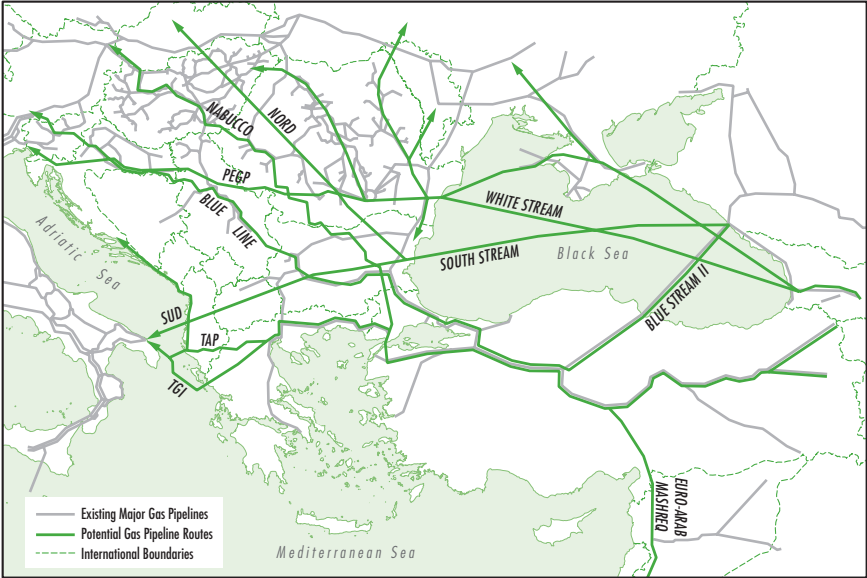 NABUCCO
NORD
PEGP
BLUE LINE
WHITE STREAM
Adriatic Sea
SOUTH STREAM
Black Sea
BLUE STREAM II
SUD
TAP
TGI
EURO-ARAB
MASHREQ
Existing Major Gas Pipelines
Potential Gas Pipeline Routes
International Boundaries
Mediterranean Sea